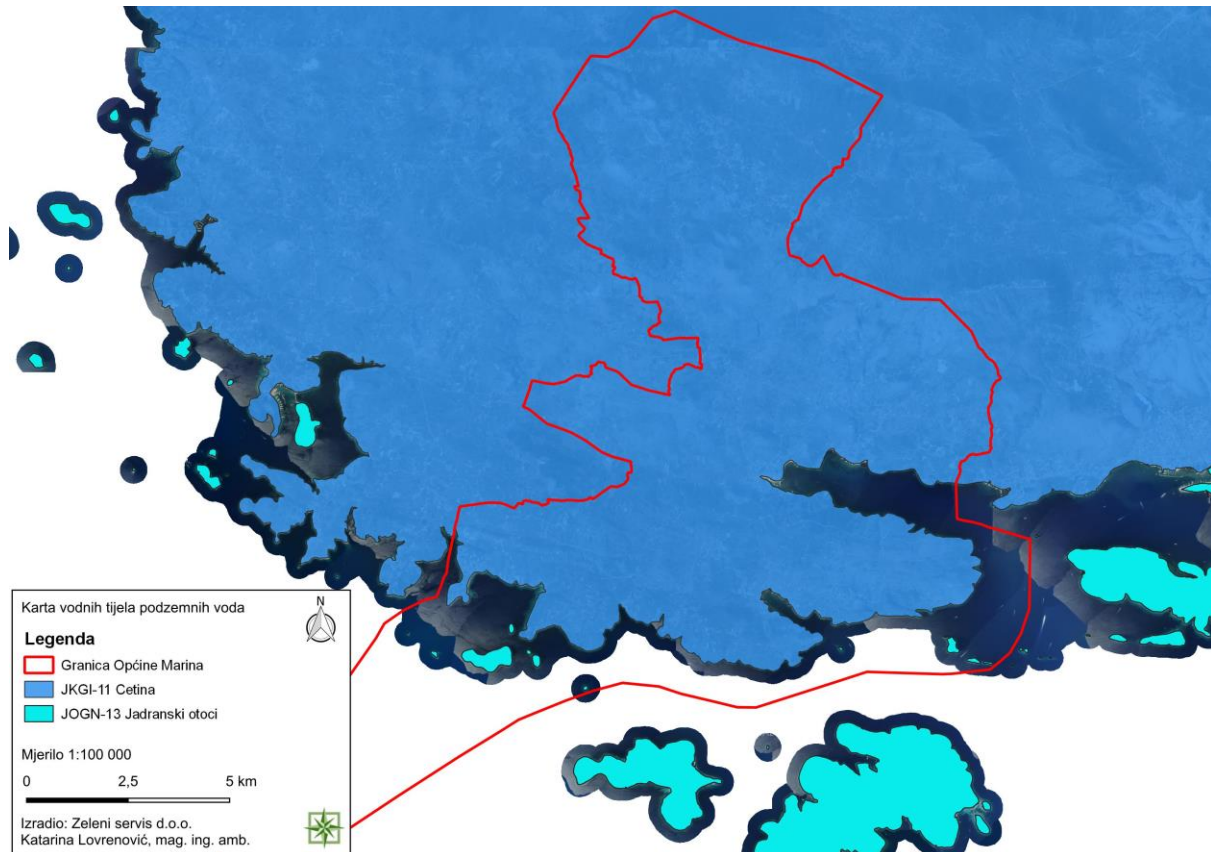 Karta vodnih tijela podzemnih voda
N
Legenda
Granica Općine Marina
JKGI-11 Cetina
JOGN-13 Jadranski otoci
Mjerilo 1:100 000
0 2,5 5 km
Izradio: Zeleni servis d.o.o.
Katarina Lovrenović, mag. ing. amb.